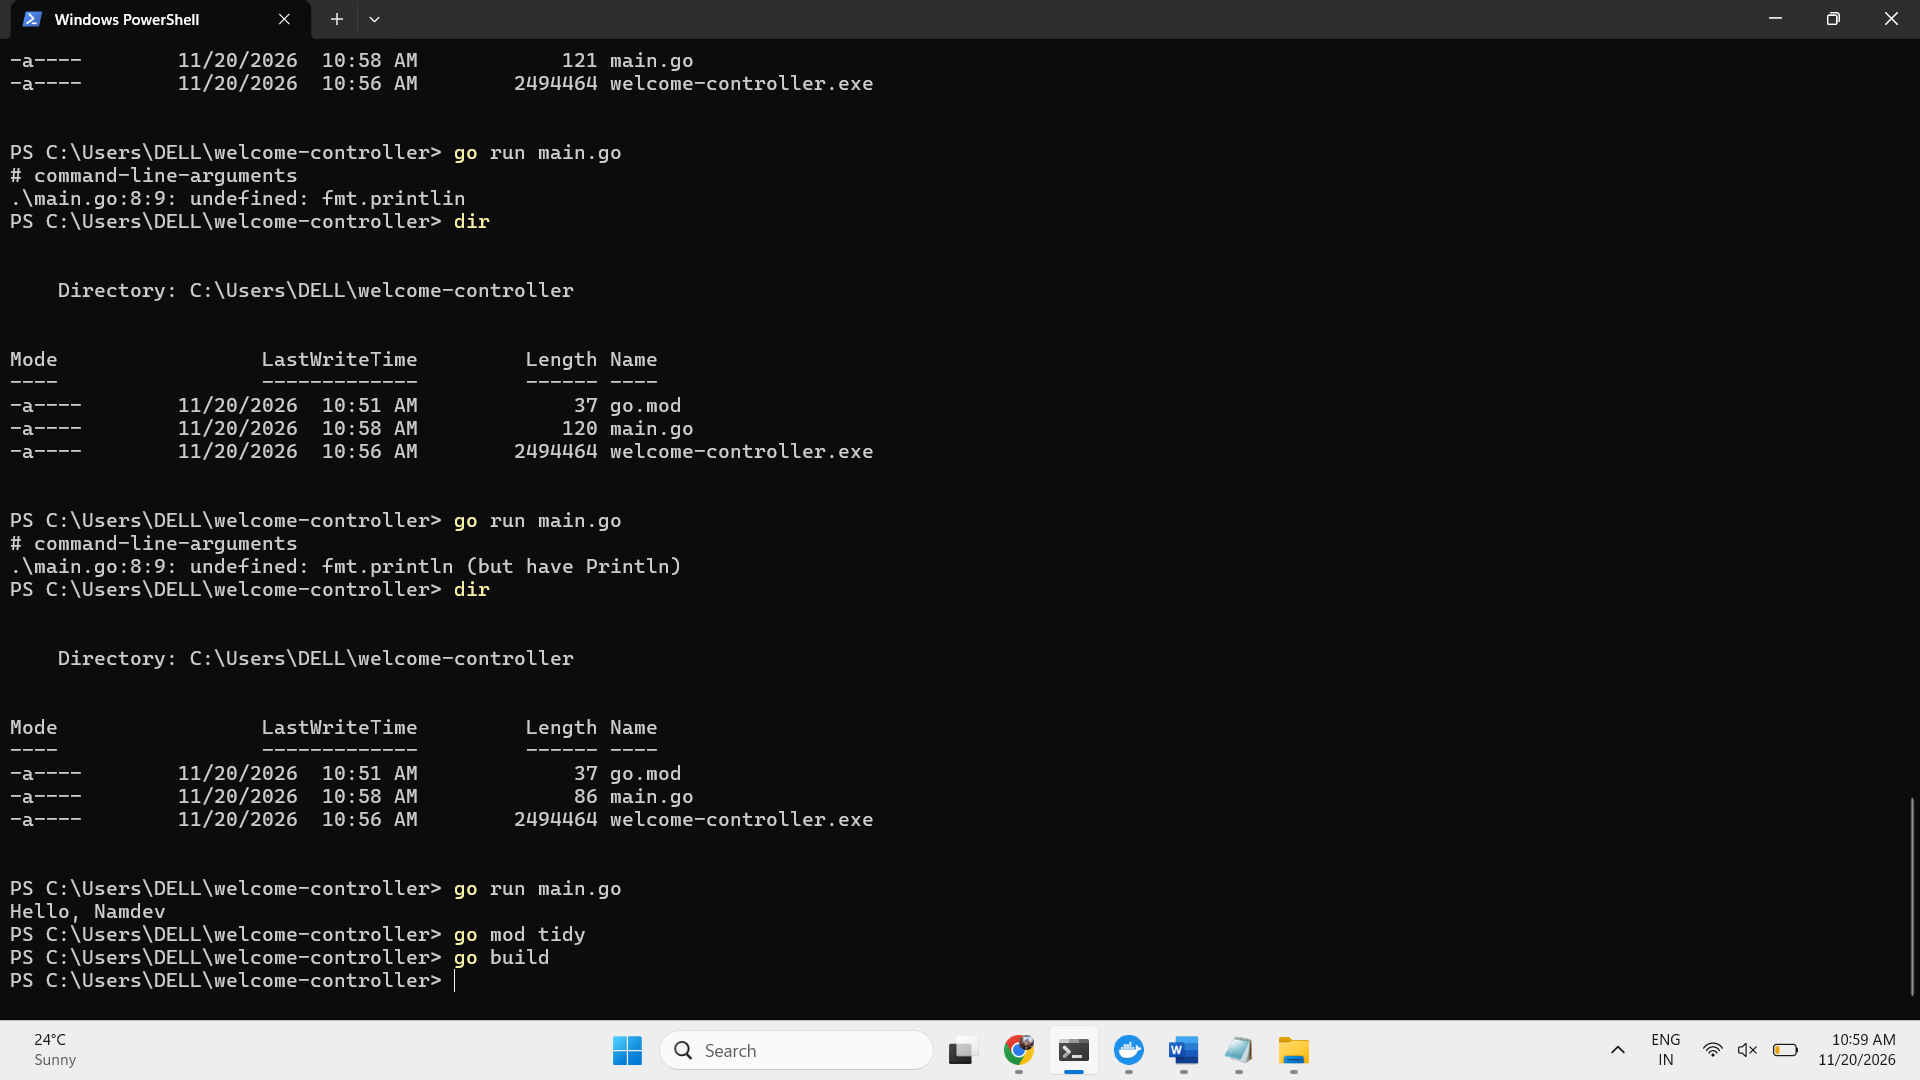 Windows PowerShell
-a----        11/20/2026  10:58 AM            121 main.go
-a----        11/20/2026  10:56 AM        2494464 welcome-controller.exe
PS C:\Users\DELL\welcome-controller> go run main.go
# command-line-arguments
.\main.go:8:9: undefined: fmt.printlin
PS C:\Users\DELL\welcome-controller> dir
    Directory: C:\Users\DELL\welcome-controller
Mode                 LastWriteTime         Length Name
----                 -------------         ------ ----
-a----        11/20/2026  10:51 AM             37 go.mod
-a----        11/20/2026  10:58 AM            120 main.go
-a----        11/20/2026  10:56 AM        2494464 welcome-controller.exe
PS C:\Users\DELL\welcome-controller> go run main.go
# command-line-arguments
.\main.go:8:9: undefined: fmt.println (but have Println)
PS C:\Users\DELL\welcome-controller> dir
    Directory: C:\Users\DELL\welcome-controller
Mode                 LastWriteTime         Length Name
----                 -------------         ------ ----
-a----        11/20/2026  10:51 AM             37 go.mod
-a----        11/20/2026  10:58 AM             86 main.go
-a----        11/20/2026  10:56 AM        2494464 welcome-controller.exe
PS C:\Users\DELL\welcome-controller> go run main.go
Hello, Namdev
PS C:\Users\DELL\welcome-controller> go mod tidy
PS C:\Users\DELL\welcome-controller> go build
PS C:\Users\DELL\welcome-controller>
24°C
Sunny
Search
W
ENG
IN
10:59 AM
11/20/2026